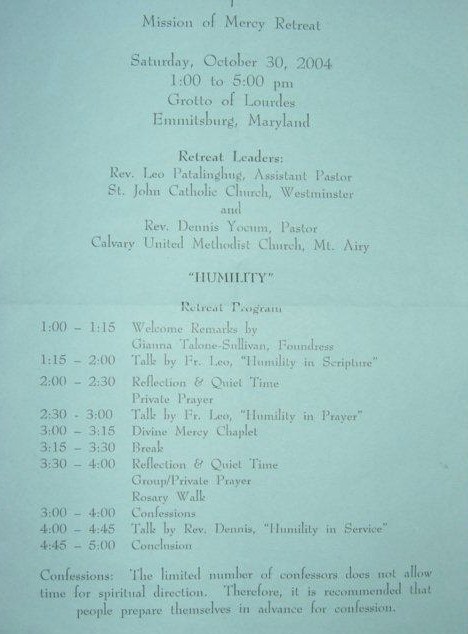 Mission of Mercy Retreat
Saturday, October 30, 2004
1:00 to 5:00 pm
Grotto of Lourdes
Emmitsburg, Maryland
Retreat Leaders:
Rev. Leo Patalinghug, Assistant Pastor
St. John Catholic Church, Westminster
and
Rev. Dennis Yocum, Pastor
Calvary United Methodist Church, Mt. Airy
"HUMILITY"
Retreat Program
1:00 - 1:15 Welcome Remarks by
Gianna Talone-Sullivan, Foundress
1:15 - 2:00 Talk by Fr. Leo, "Humility in Scripture"
2:00 - 2:30 Reflection & Quiet Time
Private Prayer
2:30 - 3:00 Talk by Fr. Leo, "Humility in Prayer"
3:00 - 3:15 Divine Mercy Chaplet
3:15 - 3:30 Break
3:30 - 4:00 Reflection & Quiet Time
Group/Private Prayer
Rosary Walk
3:00 - 4:00 Confessions
4:00 - 4:45 Talk by Rev. Dennis, "Humility in Service"
4:45 - 5:00 Conclusion
Confessions: The limited number of confessors does not allow
time for spiritual direction. Therefore, it is recommended that
people prepare themselves in advance for confession.